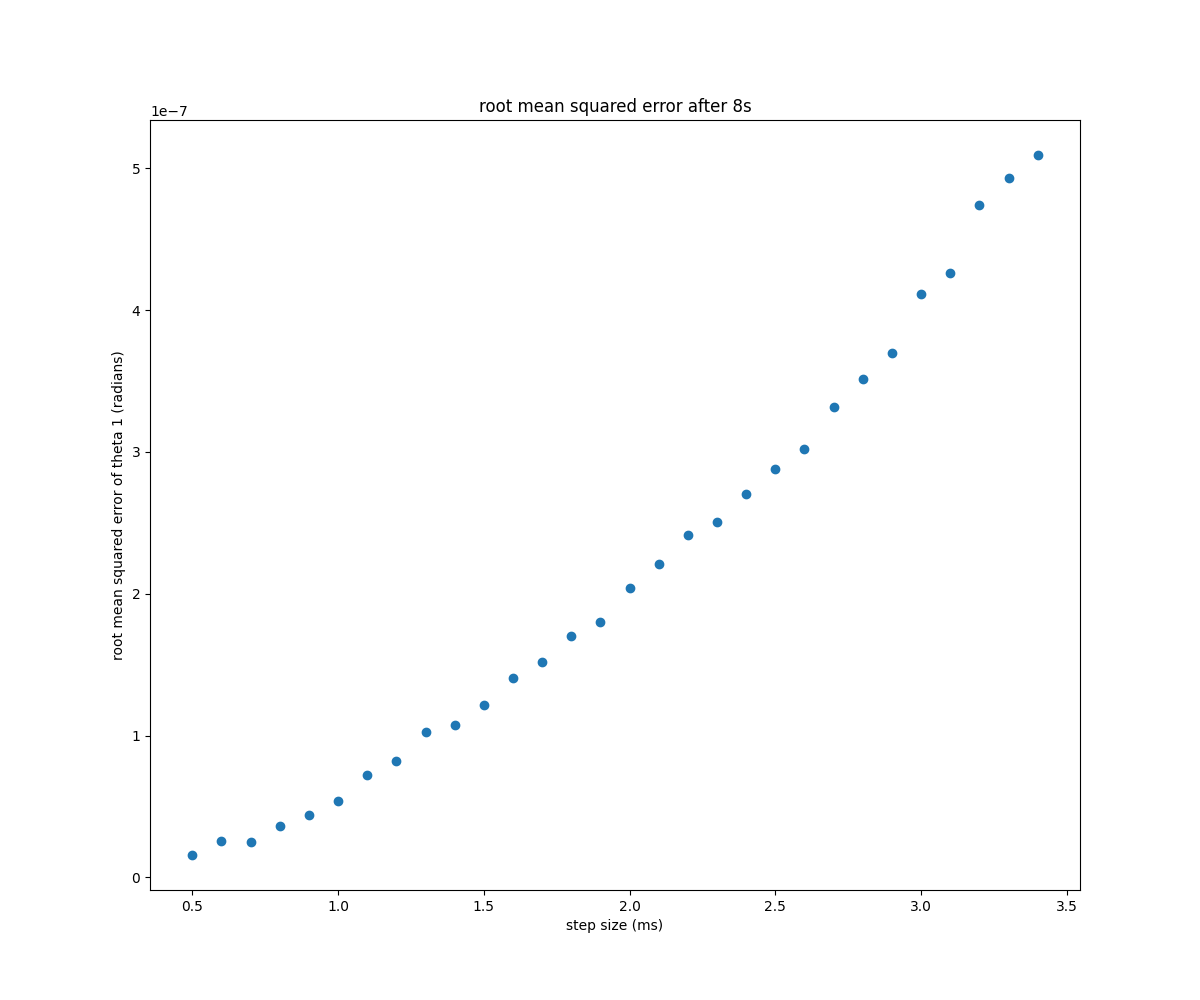 root mean squared error after 8s
1e−7
5
4
3
2
1
0
root mean squared error of theta 1 (radians)
0.5 1.0 1.5 2.0 2.5 3.0 3.5
step size (ms)